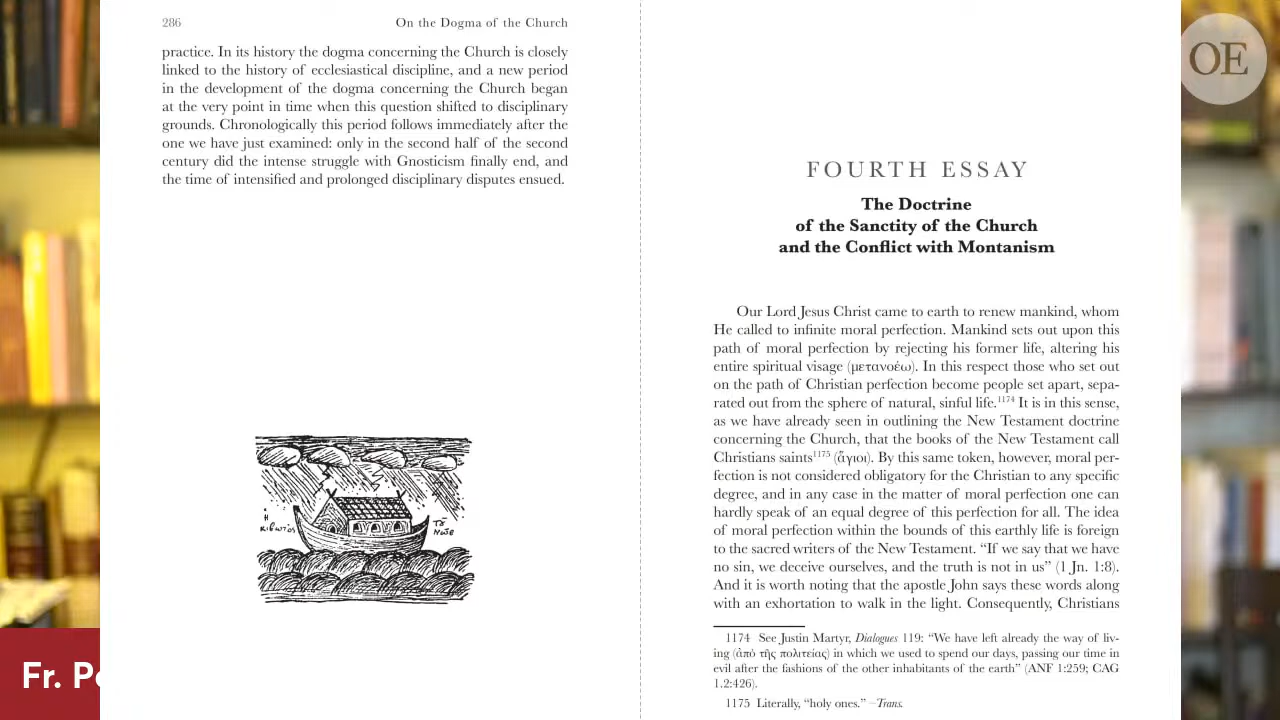 286
On the Dogma of the Church
practice. In its history the dogma concerning the Church is closely
linked to the history of ecclesiastical discipline, and a new period
in the development of the dogma concerning the Church began
at the very point in time when this question shifted to disciplinary
grounds. Chronologically this period follows immediately after the
one we have just examined: only in the second half of the second
century did the intense struggle with Gnosticism finally end, and
the time of intensified and prolonged disciplinary disputes ensued.
ἡ
κιβωτὸς
τοῦ
Νῶε
FOURTH ESSAY
The Doctrine
of the Sanctity of the Church
and the Conflict with Montanism
Our Lord Jesus Christ came to earth to renew mankind, whom
He called to infinite moral perfection. Mankind sets out upon this
path of moral perfection by rejecting his former life, altering his
entire spiritual visage (μετανοέω). In this respect those who set out
on the path of Christian perfection become people set apart, sepa-
rated out from the sphere of natural, sinful life.1174 It is in this sense,
as we have already seen in outlining the New Testament doctrine
concerning the Church, that the books of the New Testament call
Christians saints1175 (ἅγιοι). By this same token, however, moral per-
fection is not considered obligatory for the Christian to any specific
degree, and in any case in the matter of moral perfection one can
hardly speak of an equal degree of this perfection for all. The idea
of moral perfection within the bounds of this earthly life is foreign
to the sacred writers of the New Testament. “If we say that we have
no sin, we deceive ourselves, and the truth is not in us” (1 Jn. 1:8).
And it is worth noting that the apostle John says these words along
with an exhortation to walk in the light. Consequently, Christians
1174 See Justin Martyr, Dialogues 119: “We have left already the way of liv-
ing (ἀπὸ τῆς πολιτείας) in which we used to spend our days, passing our time in
evil after the fashions of the other inhabitants of the earth” (ANF 1:259; CAG
1.2:426).
1175 Literally, “holy ones.” –Trans.
OE
Fr. Pe